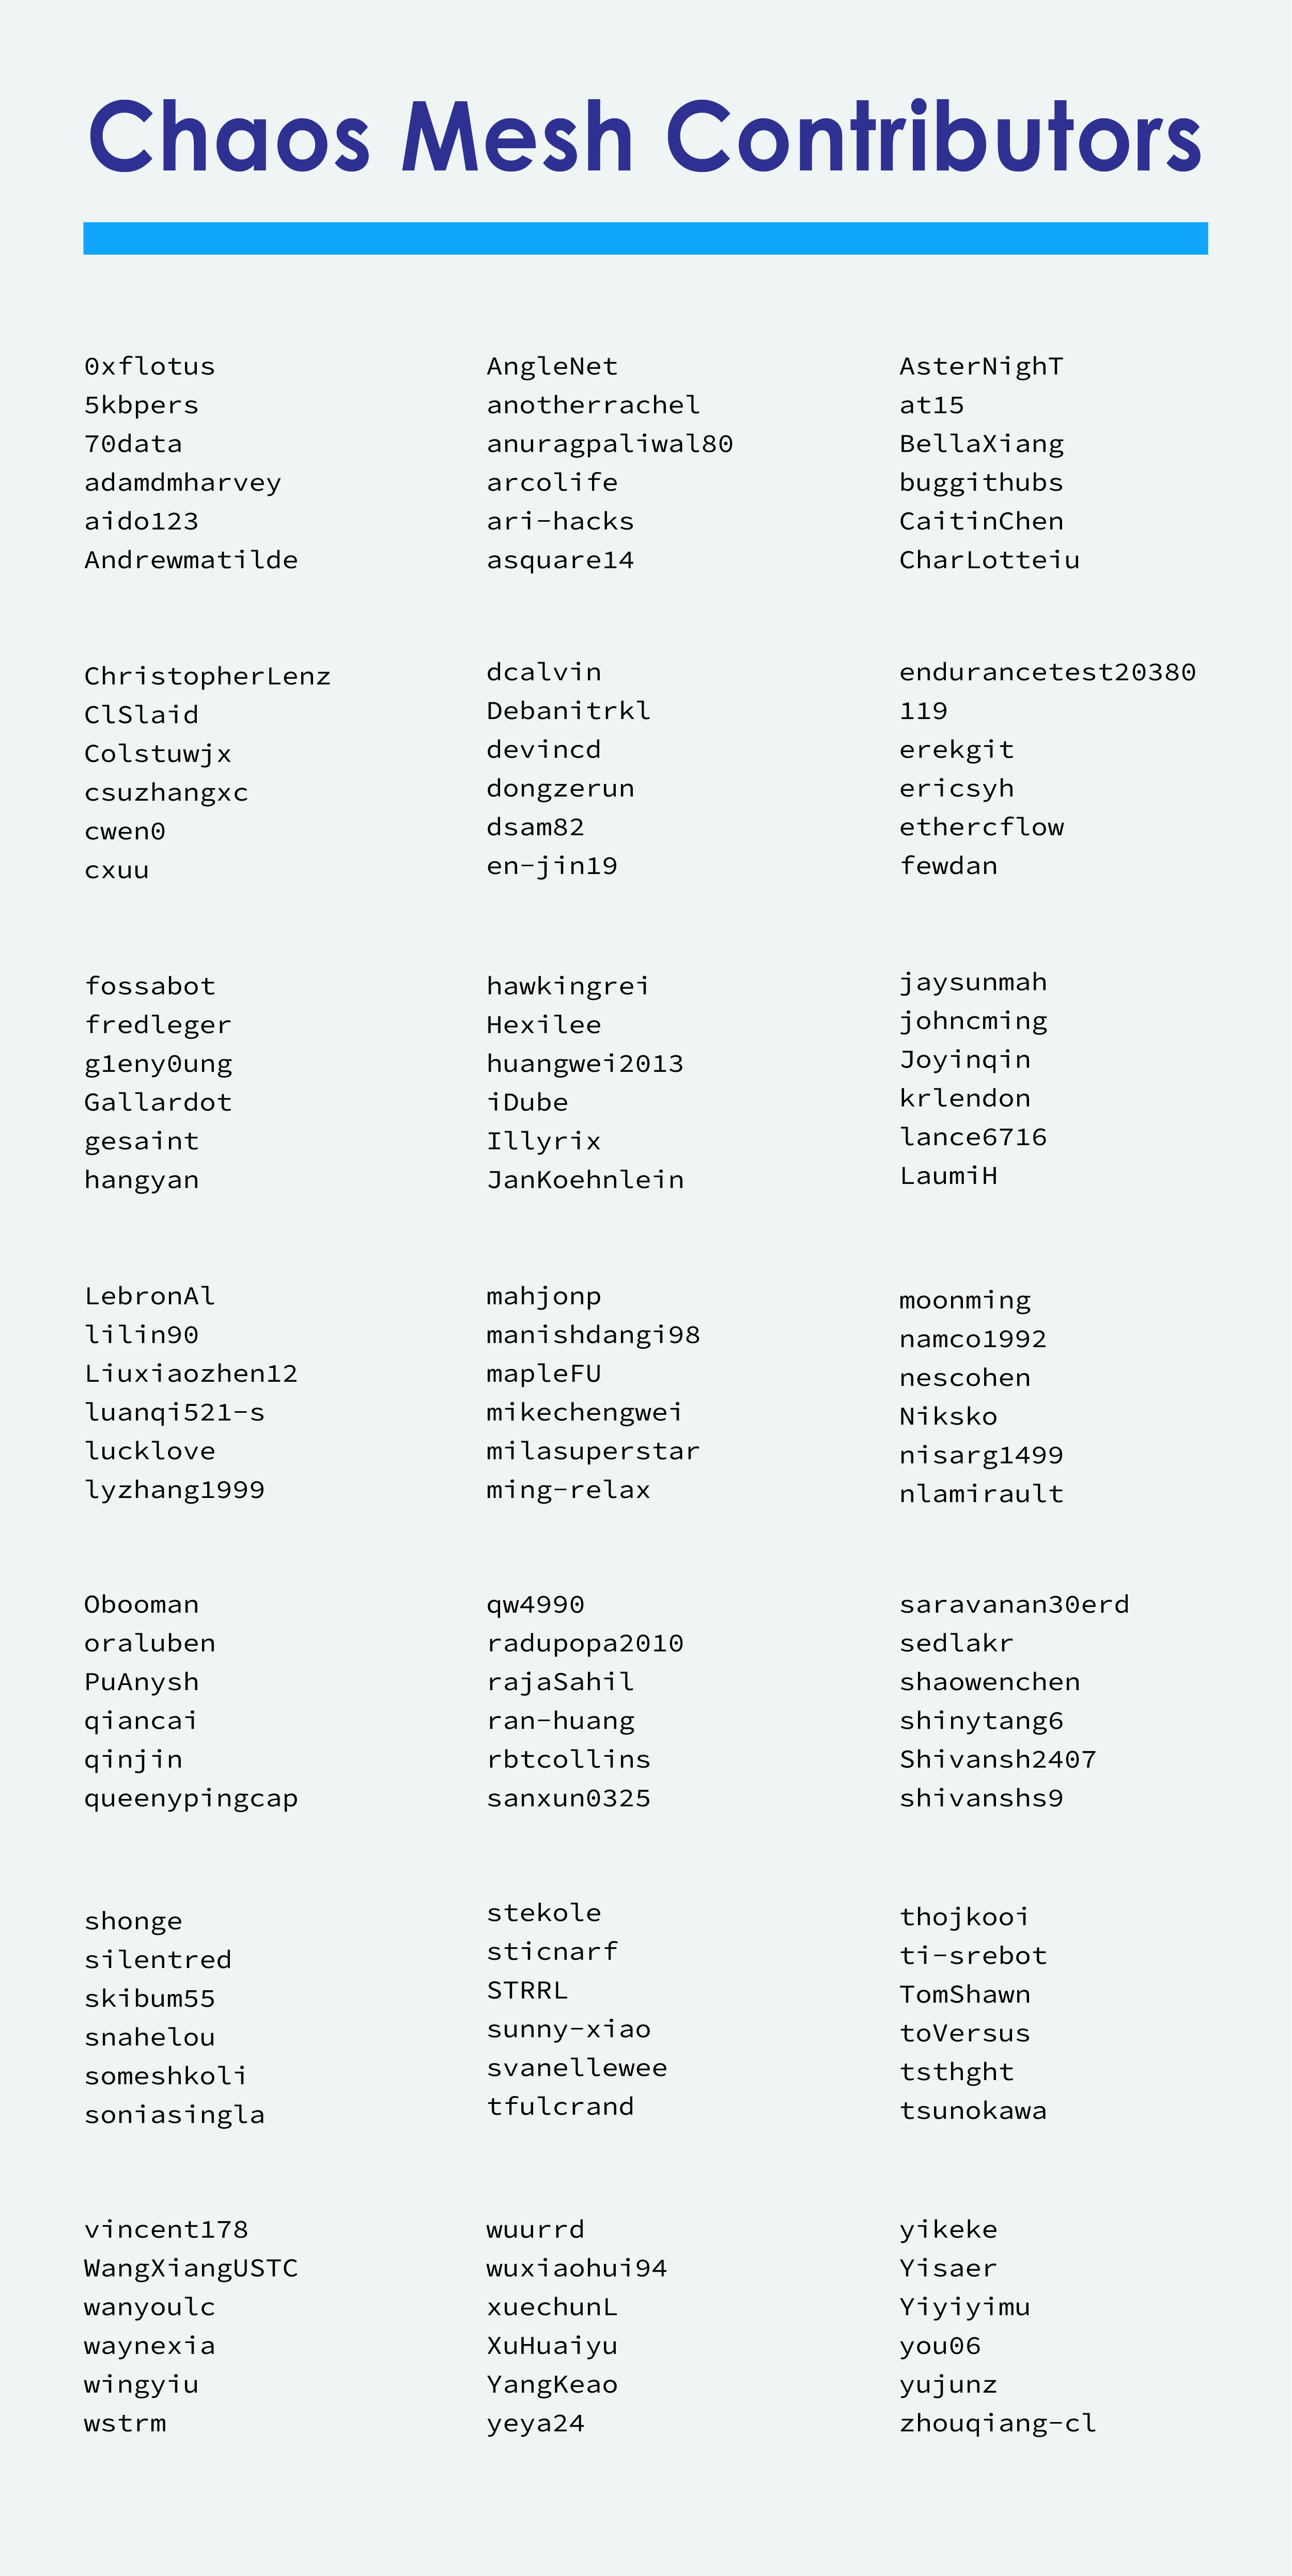 Chaos Mesh Contributors
0xflotus
5kbpers
70data
adamdmharvey
aido123
Andrewmatilde
AngleNet
anotherrachel
anuragpaliwal80
arcolife
ari-hacks
asquare14
AsterNighT
at15
BellaXiang
buggithubs
CaitinChen
CharLotteiu
ChristopherLenz
ClSlaid
Colstuwjx
csuzhangxc
cwen0
cxuu
dcalvin
Debanitrkl
devincd
dongzerun
dsam82
en-jin19
endurancetest20380
119
erekgit
ericsyh
ethercflow
fewdan
fossabot
fredleger
g1eny0ung
Gallardot
gesaint
hangyan
hawkingrei
Hexilee
huangwei2013
iDube
Illyrix
JanKoehnlein
jaysunmah
johncming
Joyinqin
krlendon
lance6716
LaumiH
LebronAl
lilin90
Liuxiaozhen12
luanqi521-s
lucklove
lyzhang1999
mahjonp
manishdangi98
mapleFU
mikechengwei
milasuperstar
ming-relax
moonming
namco1992
nescohen
Niksko
nisarg1499
nlamirault
Obooman
oraluben
PuAnysh
qiancai
qinjin
queenypingcap
qw4990
radupopa2010
rajaSahil
ran-huang
rbtcollins
sanxun0325
saravanan30erd
sedlakr
shaowenchen
shinytang6
Shivansh2407
shivanshs9
shonge
silentred
skibum55
snahelou
someshkoli
soniasingla
stekole
sticnarf
STRRL
sunny-xiao
svanellewee
tfulcrand
thojkooi
ti-srebot
TomShawn
toVersus
tsthght
tsunokawa
vincent178
WangXiangUSTC
wanyoulc
waynexia
wingyiu
wstrm
wuurrd
wuxiaohui94
xuechunL
XuHuaiyu
YangKeao
yeya24
yikeke
Yisaer
Yiyiyimu
you06
yujunz
zhouqiang-cl